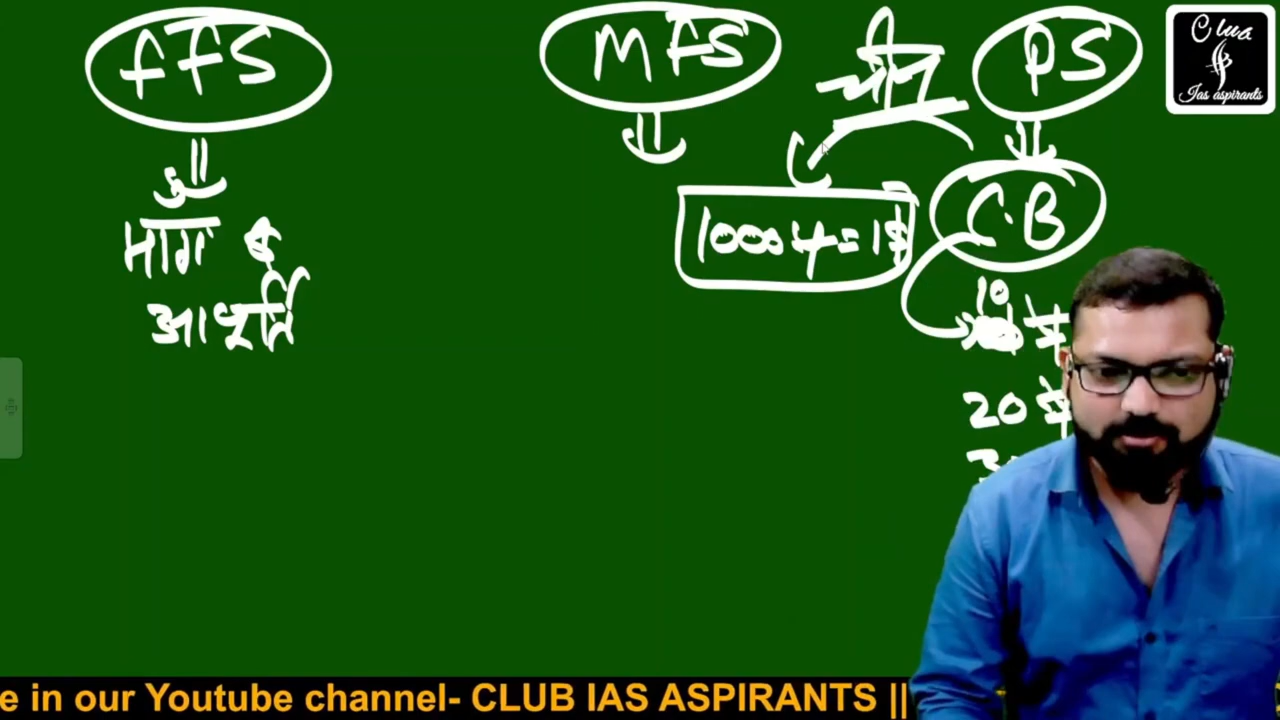 FFS
MFS
चीन
PS
Club
Ias aspirants
माग व
आपूर्ति
1000 ¥ = 1$
C.B
10 ¥
20 ¥
e in our Youtube channel- CLUB IAS ASPIRANTS ||